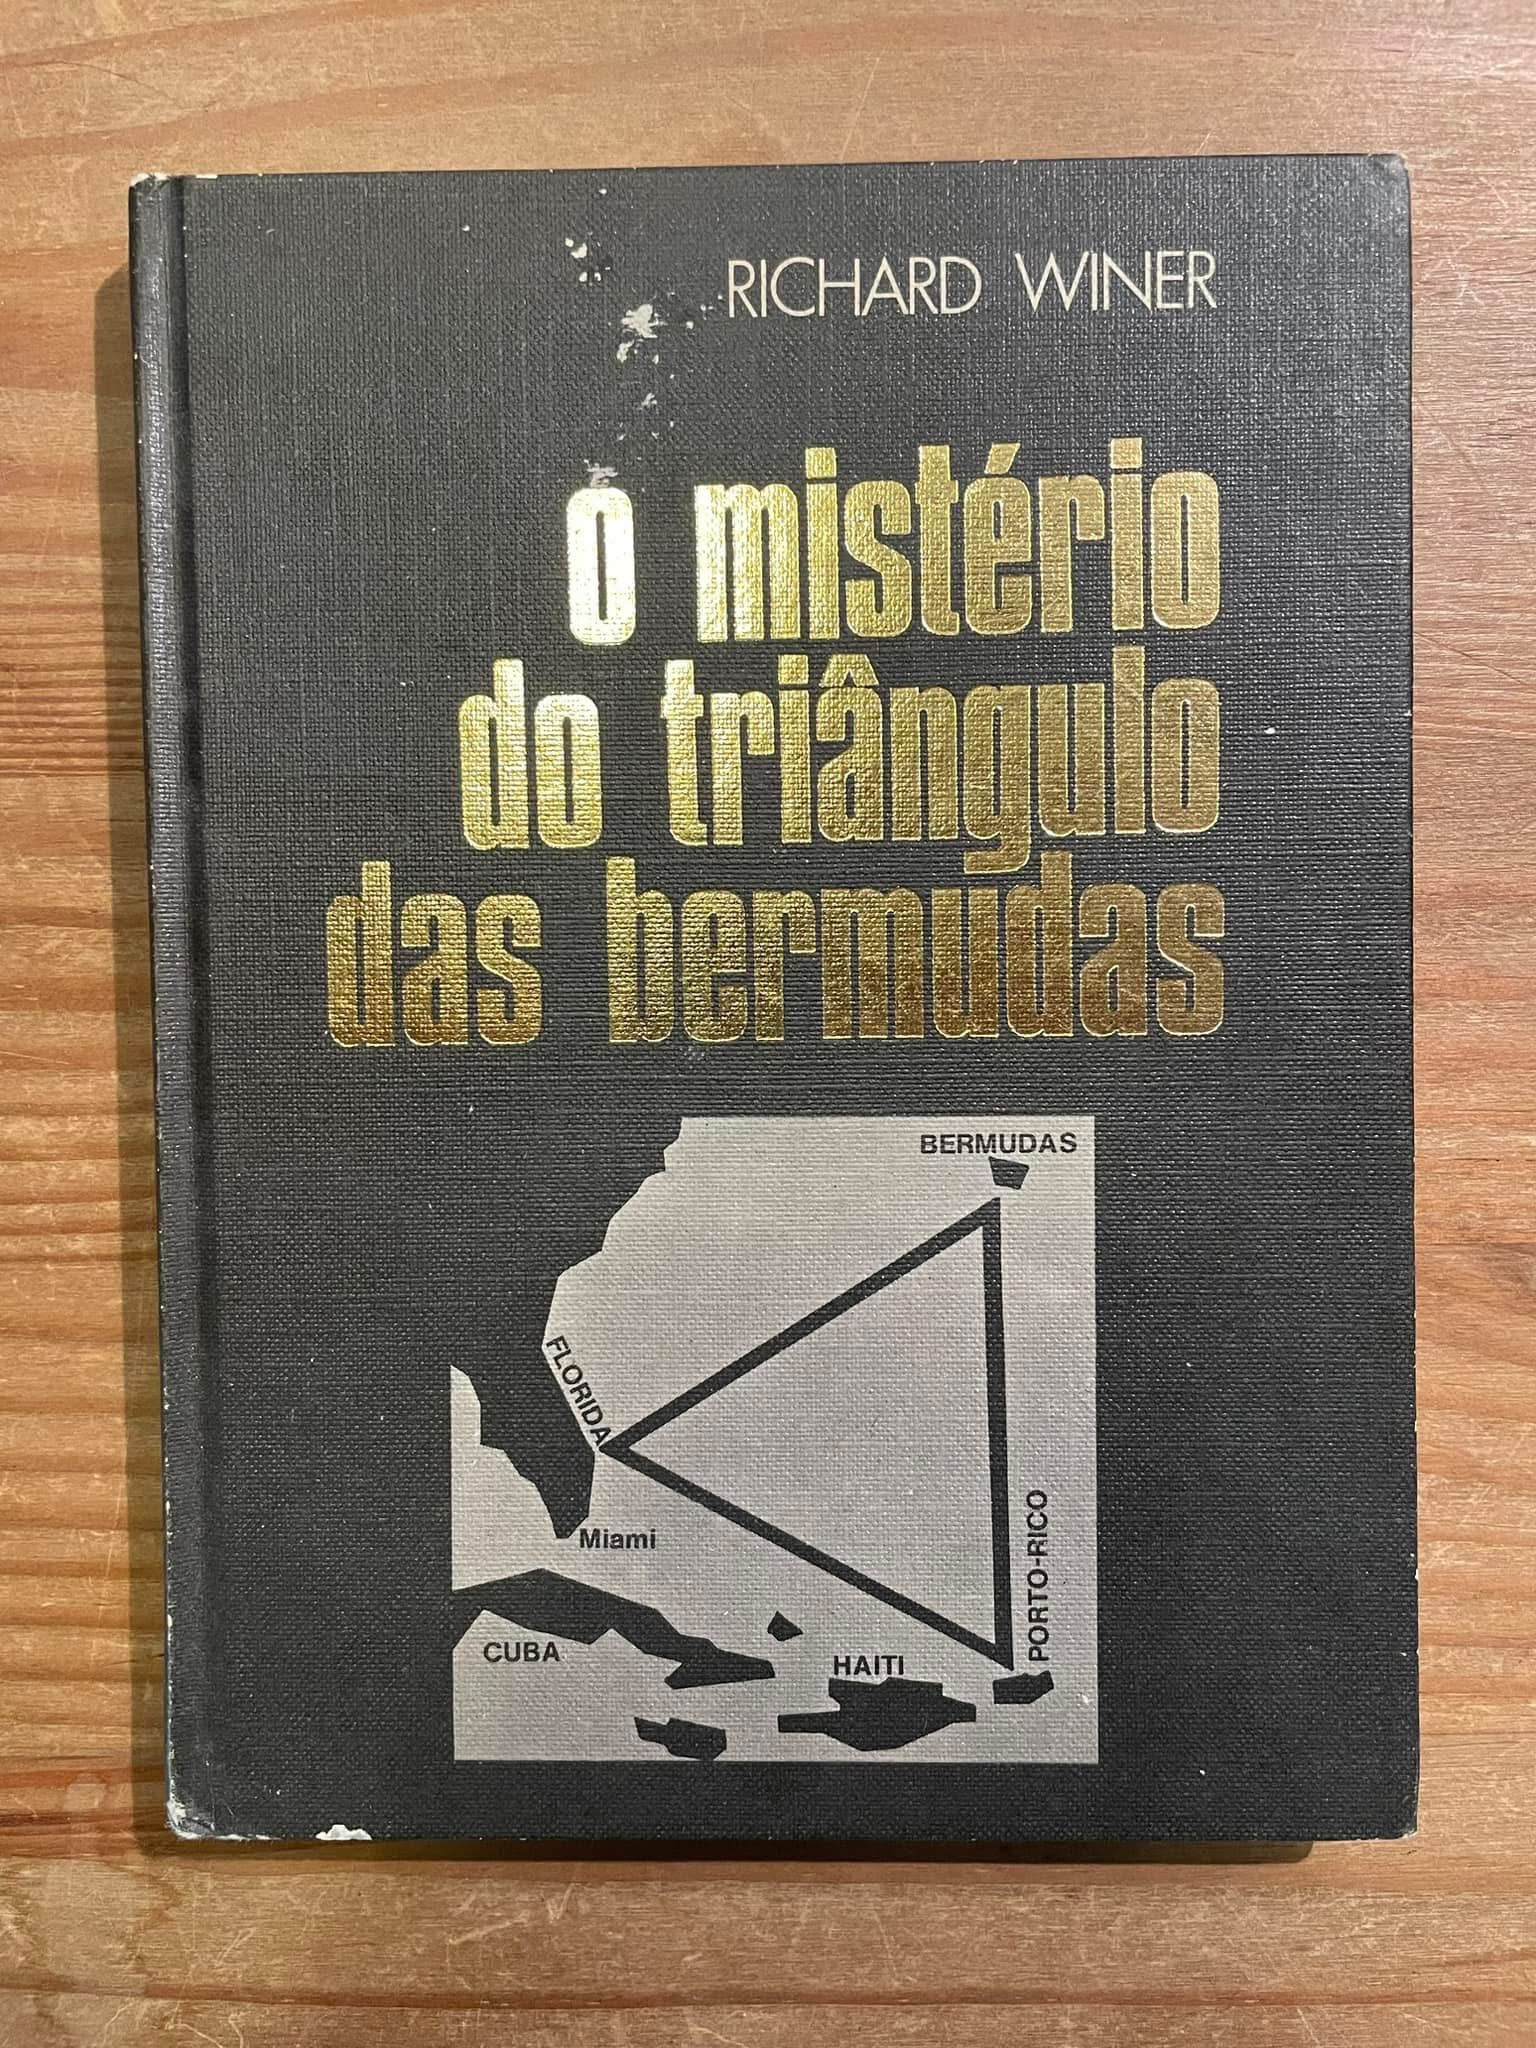 RICHARD WINER
o mistério
do triângulo
das bermudas
BERMUDAS
FLORIDA
Miami
PORTO-RICO
CUBA
HAITI